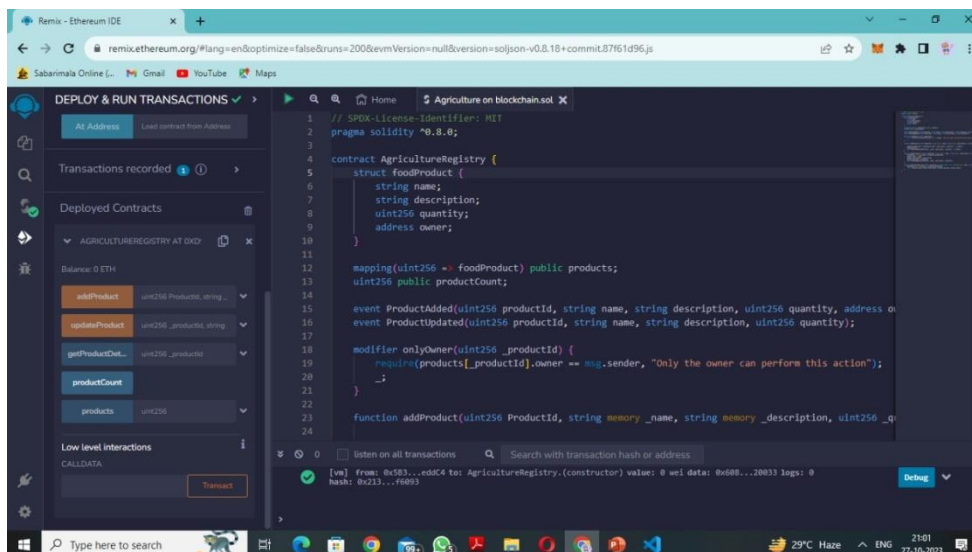 Remix - Ethereum IDE
remix.ethereum.org/#lang=en&optimize=false&runs=200&evmVersion=null&version=soljson-v0.8.18+commit.87f61d96.js
Sabarimala Online (... Gmail YouTube Maps
DEPLOY & RUN TRANSACTIONS
At Address Load contract from Address
Transactions recorded 1
Deployed Contracts
AGRICULTUREREGISTRY AT 0XD
Balance: 0 ETH
addProduct uint256 ProductId, string _
updateProduct uint256 _productId, string
getProductDet... uint256 _productId
productCount
products uint256
Low level interactions
CALLDATA
Transact
Home Agriculture on blockchain.sol
1 // SPDX-License-Identifier: MIT
2 pragma solidity ^0.8.0;
3
4 contract AgricultureRegistry {
5 struct foodProduct {
6 string name;
7 string description;
8 uint256 quantity;
9 address owner;
10 }
11
12 mapping(uint256 => foodProduct) public products;
13 uint256 public productCount;
14
15 event ProductAdded(uint256 productId, string name, string description, uint256 quantity, address ow
16 event ProductUpdated(uint256 productId, string name, string description, uint256 quantity);
17
18 modifier onlyOwner(uint256 _productId) {
19 require(products[_productId].owner == msg.sender, "Only the owner can perform this action");
20 _;
21 }
22
23 function addProduct(uint256 ProductId, string memory _name, string memory _description, uint256 _qu
24
0 listen on all transactions Search with transaction hash or address
[vm] from: 0x5B3...eddC4 to: AgricultureRegistry.(constructor) value: 0 wei data: 0x608...20033 logs: 0
hash: 0x213...f6093
Debug
>
Type here to search
99+
29°C Haze
ENG
21:01
27-10-2023